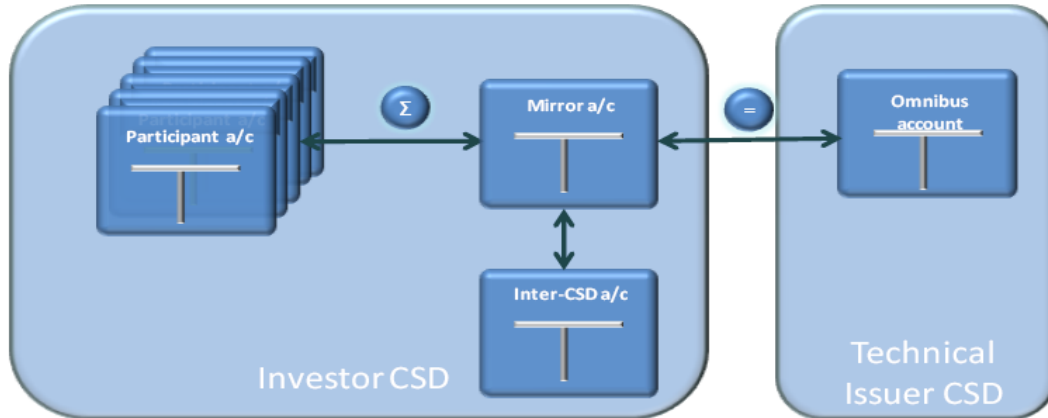 Participant a/c
Participant a/c
Σ
Mirror a/c
=
Omnibus
account
Inter-CSD a/c
Investor CSD
Technical
Issuer CSD